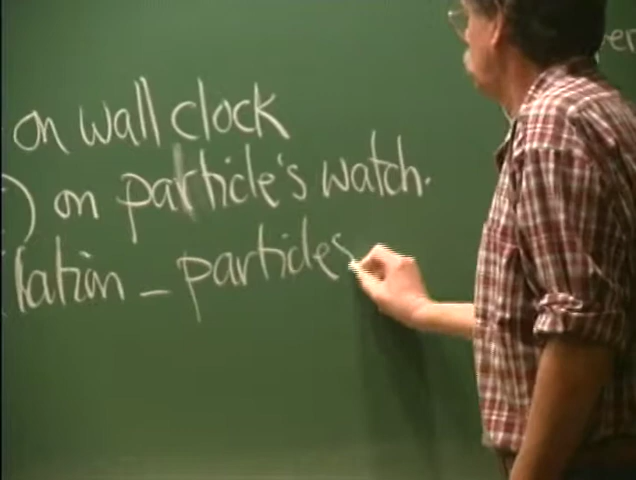 on wall clock
) on particle's watch.
lation – particles